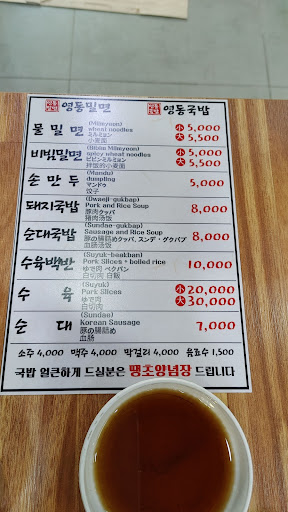 영동밀면 영동국밥
물밀면 (Milmyeon) wheat noodles ミルミョン 小麦面 小 5,000 大 5,500
비빔밀면 (Bibim Milmyeon) spicy wheat noodles ビビンミルミョン 拌饭的小麦面 小 5,000 大 5,500
손만두 (Mandu) dumpling マンドゥ 饺子 5,000
돼지국밥 (Dwaeji-gukbap) Pork and Rice Soup 豚肉クッパ 猪肉汤饭 8,000
순대국밥 (Sundae-gukbap) Sausage and Rice Soup 豚の腸詰めクッパ, スンデ・グクパプ 血肠汤饭 8,000
수육백반 (Suyuk-baekban) Pork Slices + boiled rice ゆで肉 ペクパン 白切肉 白饭 10,000
수육 (Suyuk) Pork Slices ゆで肉 白切肉 小 20,000 大 30,000
순대 (Sundae) Korean Sausage 豚の腸詰め 血肠 7,000
소주 4,000 맥주 4,000 막걸리 4,000 음료수 1,500
국밥 얼큰하게 드실분은 땡초양념장 드립니다